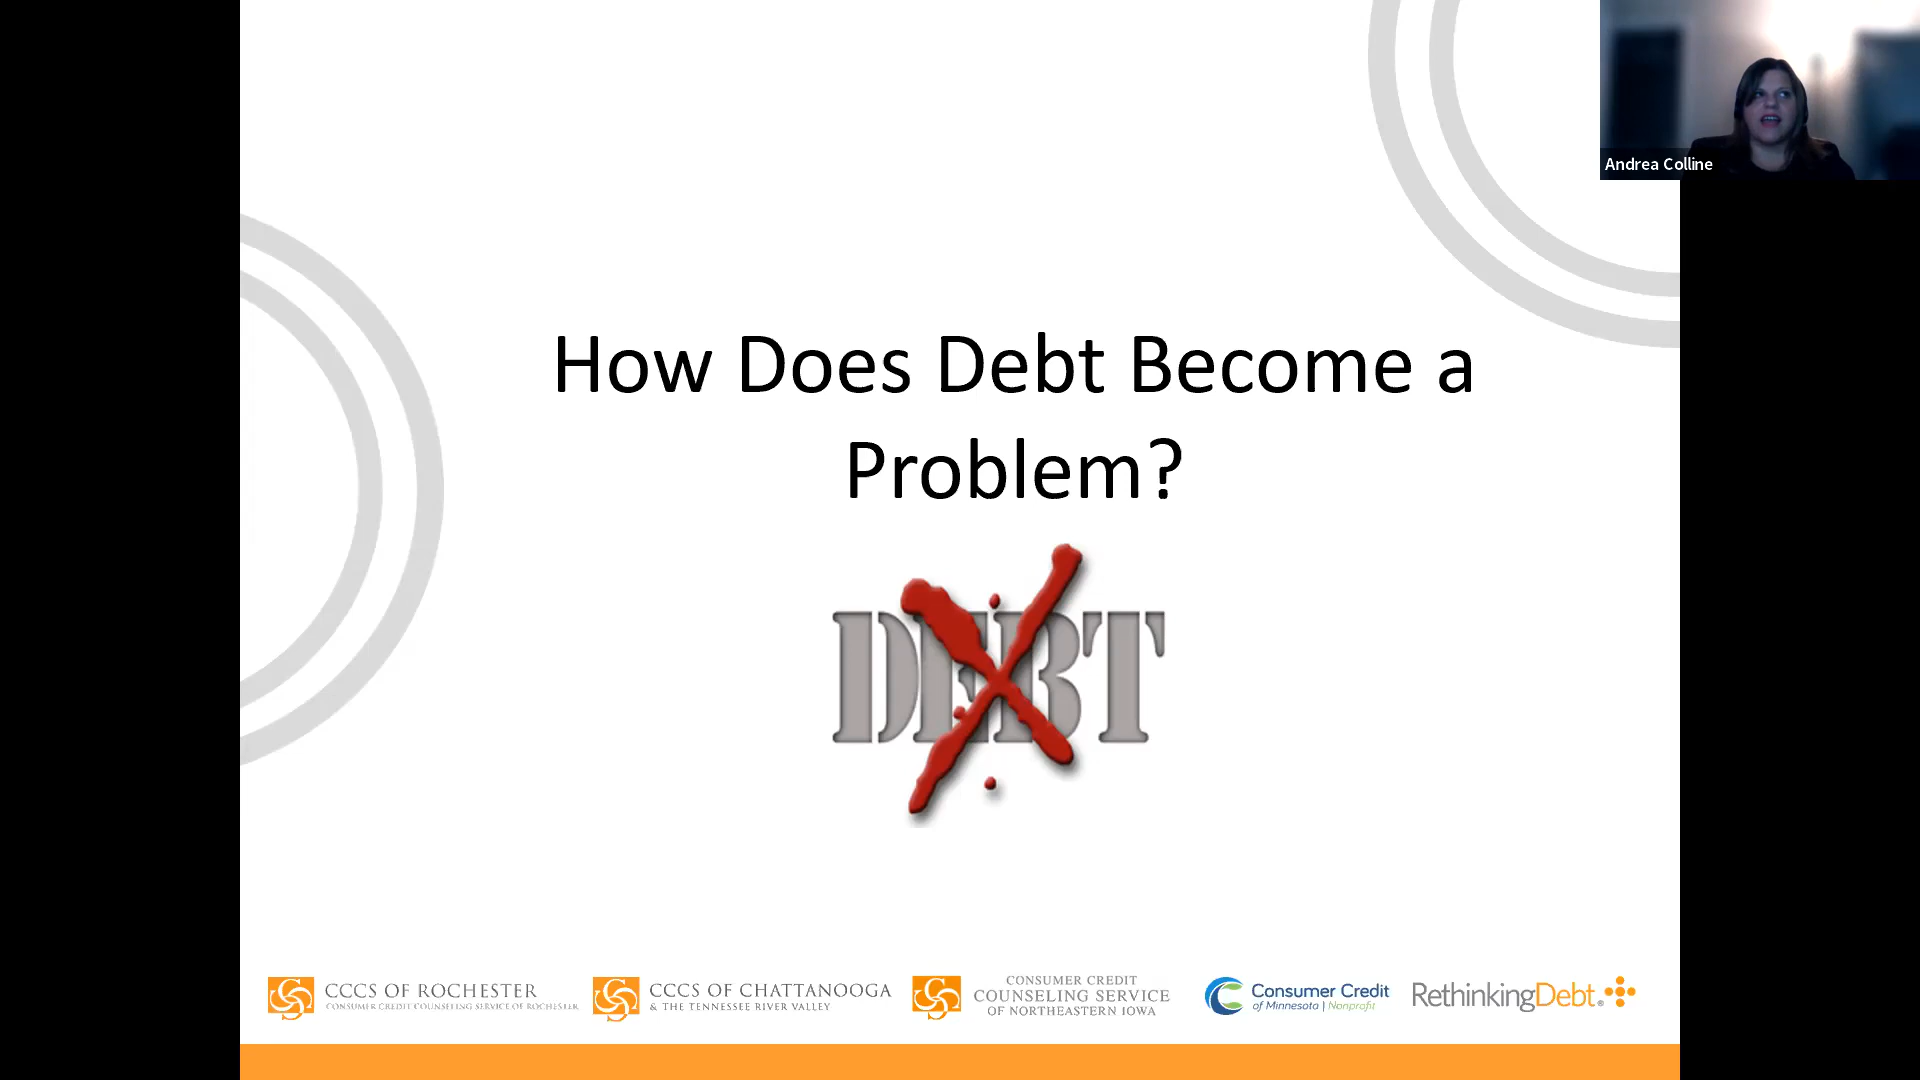 Andrea Colline
How Does Debt Become a
Problem?
DEBT
CCCS OF ROCHESTER
CONSUMER CREDIT COUNSELING SERVICE OF ROCHESTER
CCCS OF CHATTANOOGA
& THE TENNESSEE RIVER VALLEY
CONSUMER CREDIT
COUNSELING SERVICE
OF NORTHEASTERN IOWA
Consumer Credit
of Minnesota | Nonprofit
RethinkingDebt®